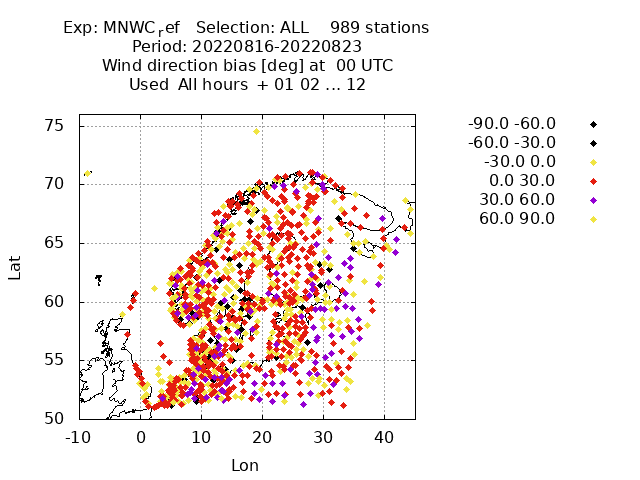 Exp: MNWCref   Selection: ALL    989 stations
Period: 20220816-20220823
Wind direction bias [deg] at  00 UTC
Used  All hours  + 01 02 ... 12
-90.0 -60.0
-60.0 -30.0
-30.0 0.0
0.0 30.0
30.0 60.0
60.0 90.0
75
70
65
60
55
50
Lat
-10 0 10 20 30 40
Lon